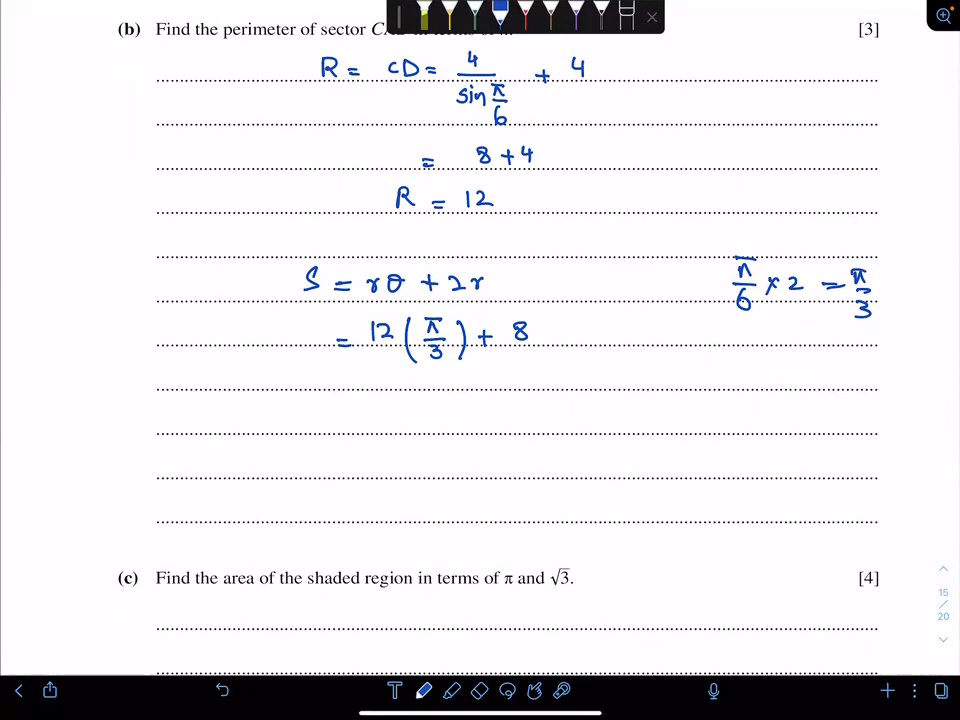 (b) Find the perimeter of sector [3]
R = CD = 4 / sin π/6 + 4
= 8 + 4
R = 12
S = rθ + 2r
π/6 × 2 = π/3
= 12 (π/3) + 8
(c) Find the area of the shaded region in terms of π and √3. [4]
15
/
20